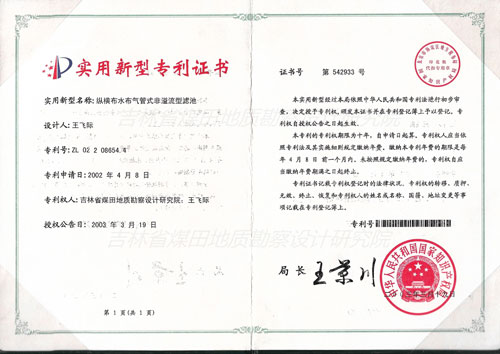 实用新型专利证书
实用新型名称：纵横布水布气管式非溢流型滤池
设计人：王飞际
专利号：ZL 02 2 08654.4
专利申请日：2002 年 4 月 8 日
专利权人：吉林省煤田地质勘察设计研究院；王飞际
授权公告日：2003 年 3 月 19 日
第 1 页(共 1 页)
证书号 第 542933 号
本实用新型经过本局依照中华人民共和国专利法进行初步审
查，决定授予专利权，颁发本证书并在专利登记簿上予以登记。专
利权自授权公告之日起生效。
本专利的专利权期限为十年，自申请日起算。专利权人应当依
照专利法及其实施细则规定缴纳年费。缴纳本专利年费的期限是每
年 4 月 8 日前一个月内。未按照规定缴纳年费的，专利权自应
当缴纳年费期满之日起终止。
专利证书记载专利权登记时的法律状况。专利权的转移、质押、
无效、终止、恢复和专利权人的姓名或名称、国籍、地址变更等事
项记载在专利登记簿上。
专利号
局长 王景川
中华人民共和国国家知识产权局
吉林省煤田地质勘察设计研究院